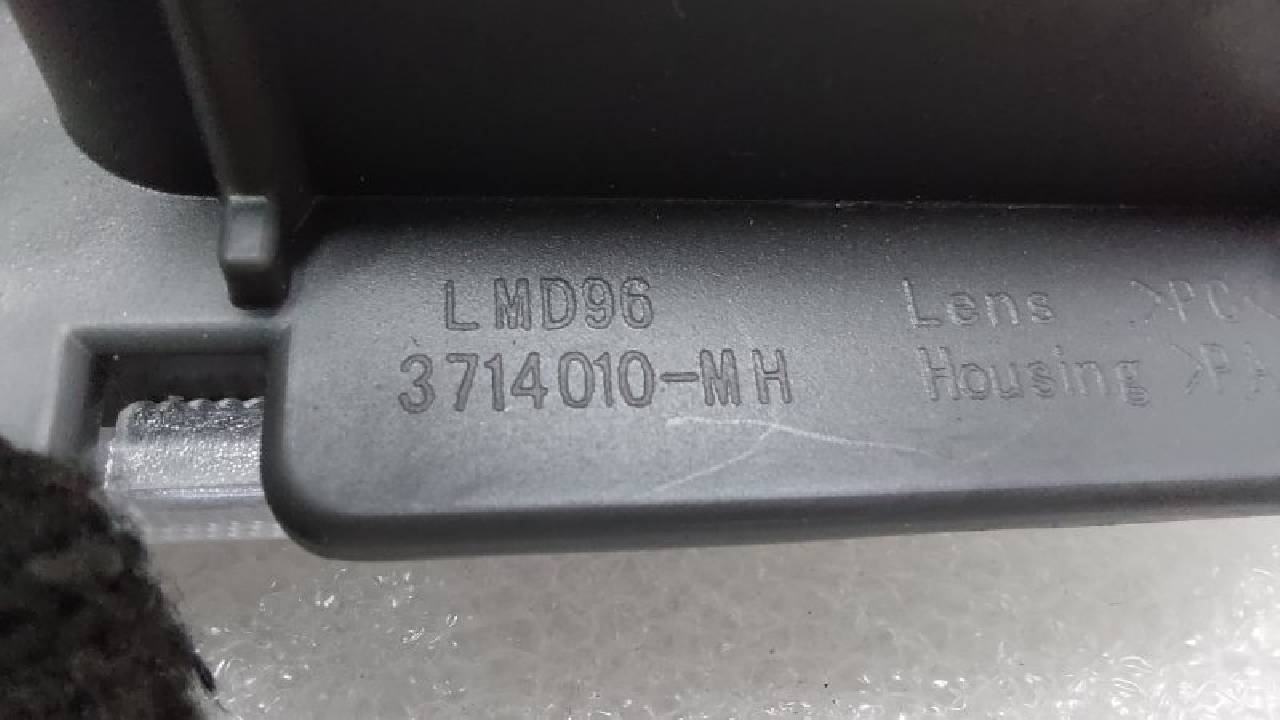 LMD96
3714010-MH
Lens >PC<
Housing